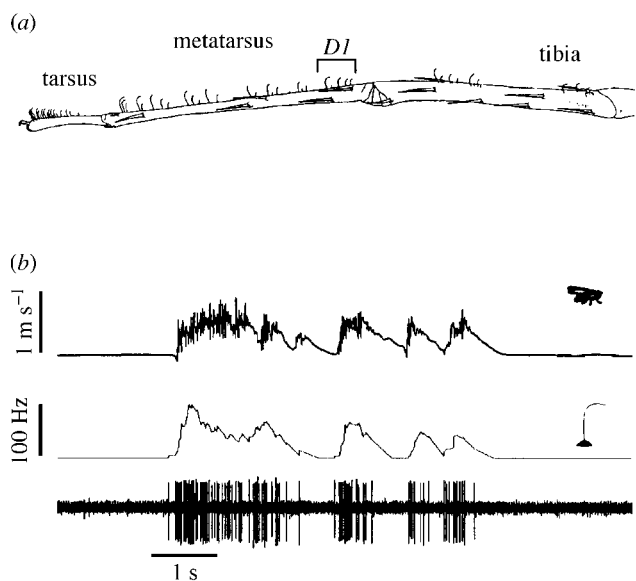 (a)
metatarsus
D1
tibia
tarsus
(b)
1 m s⁻¹
100 Hz
1 s